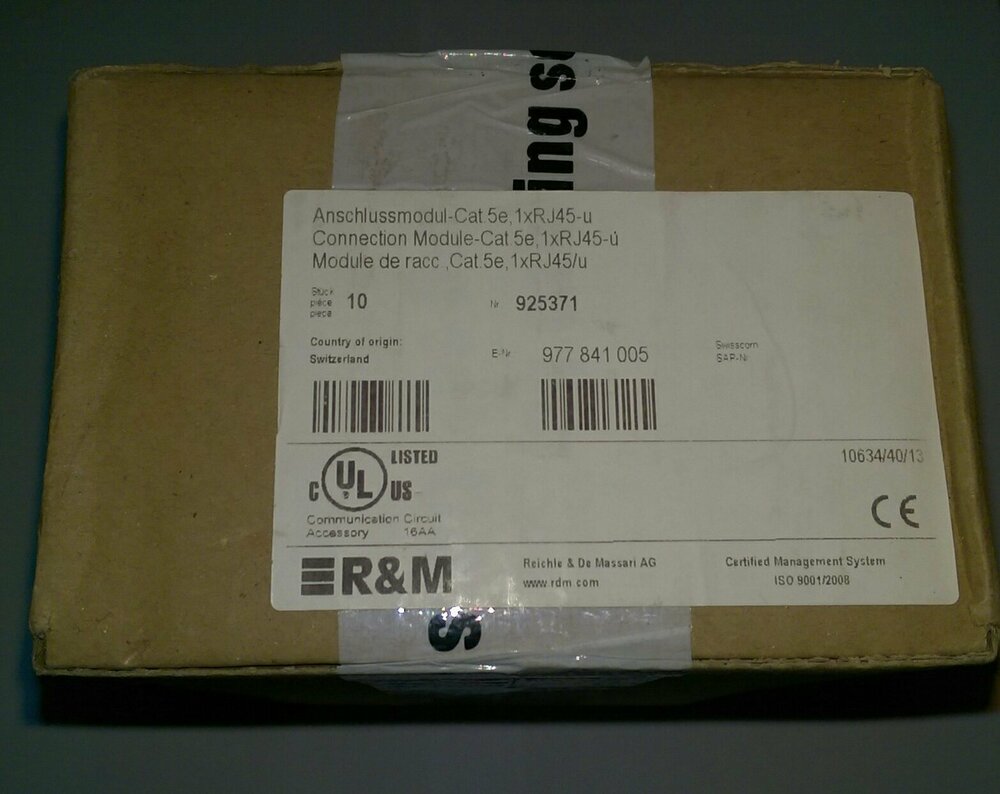 ing s
Anschlussmodul-Cat.5e,1xRJ45-u
Connection Module-Cat.5e,1xRJ45-ú
Module de racc.,Cat.5e,1xRJ45/u
Stück
pièce 10 Nr. 925371
pieca
Country of origin:
Switzerland
E-Nr. 977 841 005
Swisscom
SAP-Nr
C UL US LISTED
10634/40/13
Communication Circuit
Accessory 16AA
CE
R&M
Reichle & De Massari AG
www.rdm.com
Certified Management System
ISO 9001/2008
S